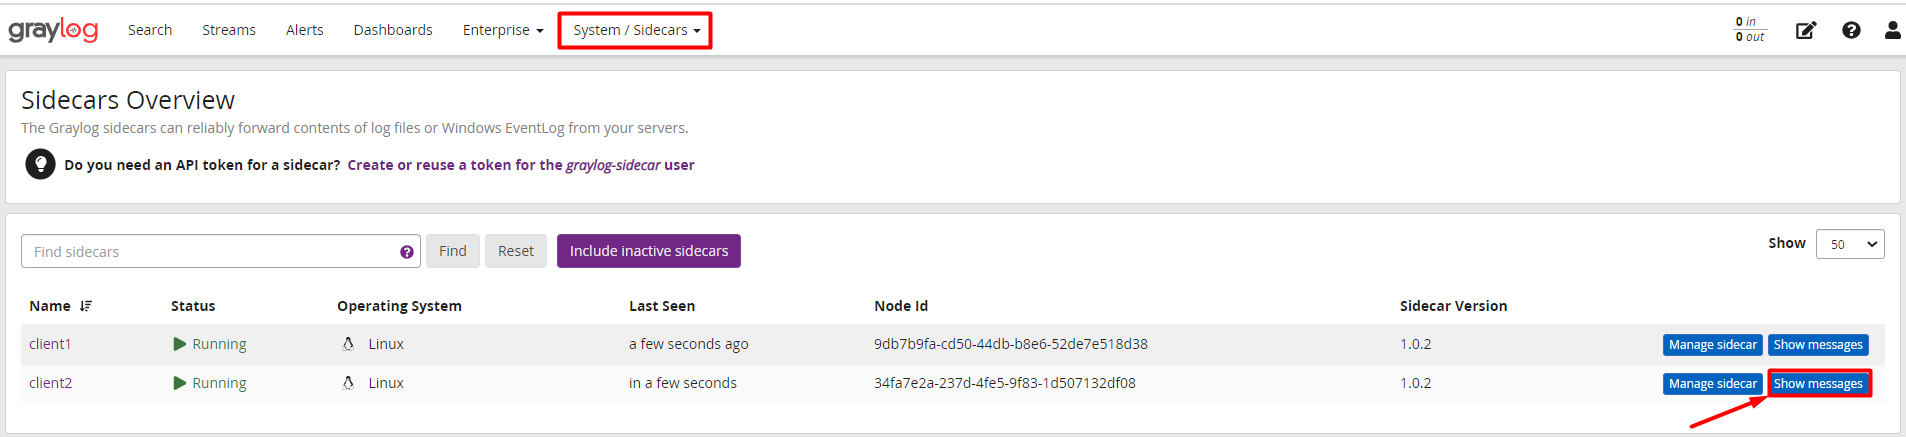 graylog Search Streams Alerts Dashboards Enterprise System / Sidecars 0 in
0 out
Sidecars Overview
The Graylog sidecars can reliably forward contents of log files or Windows EventLog from your servers.
Do you need an API token for a sidecar? Create or reuse a token for the graylog-sidecar user
Find sidecars Find Reset Include inactive sidecars Show 50
Name Status Operating System Last Seen Node Id Sidecar Version
client1 Running Linux a few seconds ago 9db7b9fa-cd50-44db-b8e6-52de7e518d38 1.0.2 Manage sidecar Show messages
client2 Running Linux in a few seconds 34fa7e2a-237d-4fe5-9f83-1d507132df08 1.0.2 Manage sidecar Show messages